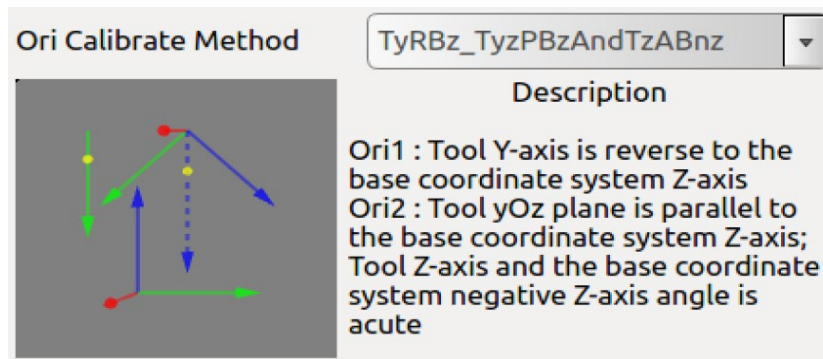 Ori Calibrate Method
TyRBz_TyzPBzAndTzABnz
Description
Ori1 : Tool Y-axis is reverse to the
base coordinate system Z-axis
Ori2 : Tool yOz plane is parallel to
the base coordinate system Z-axis;
Tool Z-axis and the base coordinate
system negative Z-axis angle is
acute